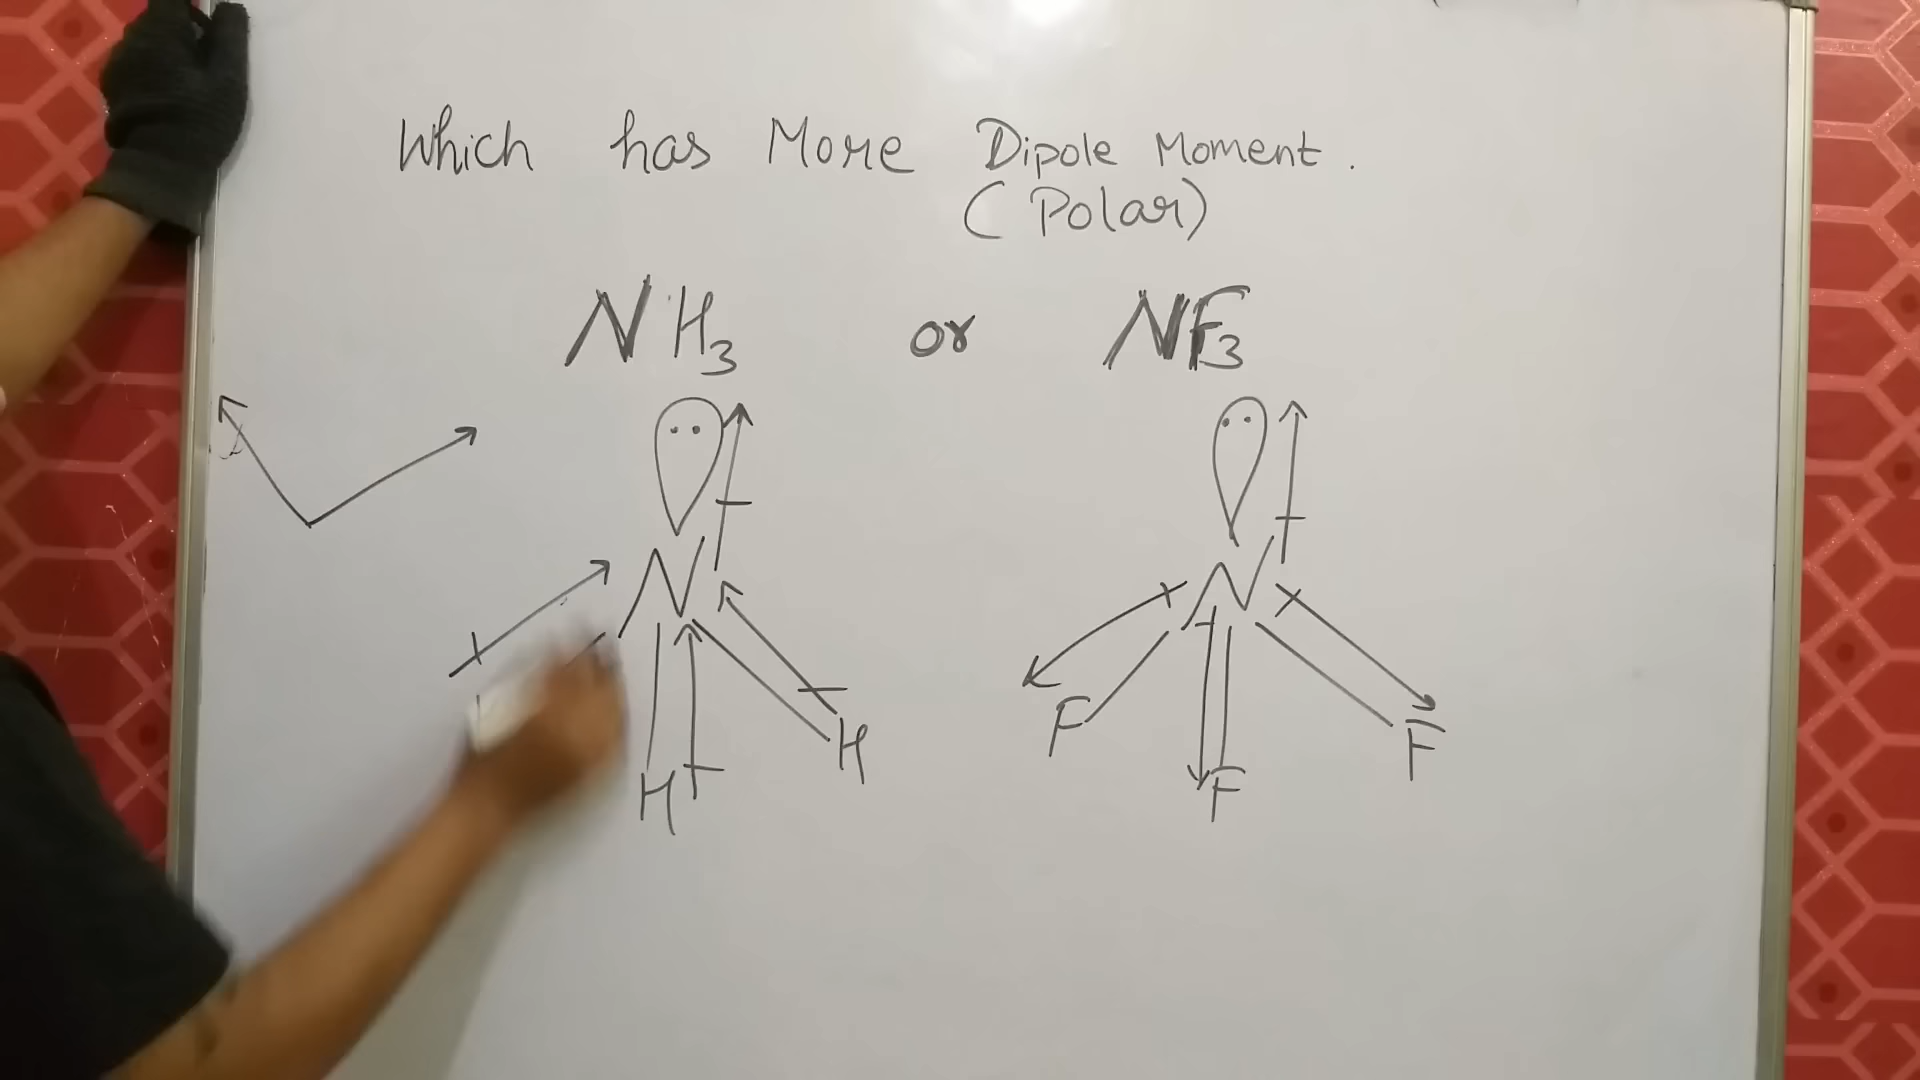 Which has More Dipole Moment.
(Polar)
NH3 or NF3
N N
H F F
H H F